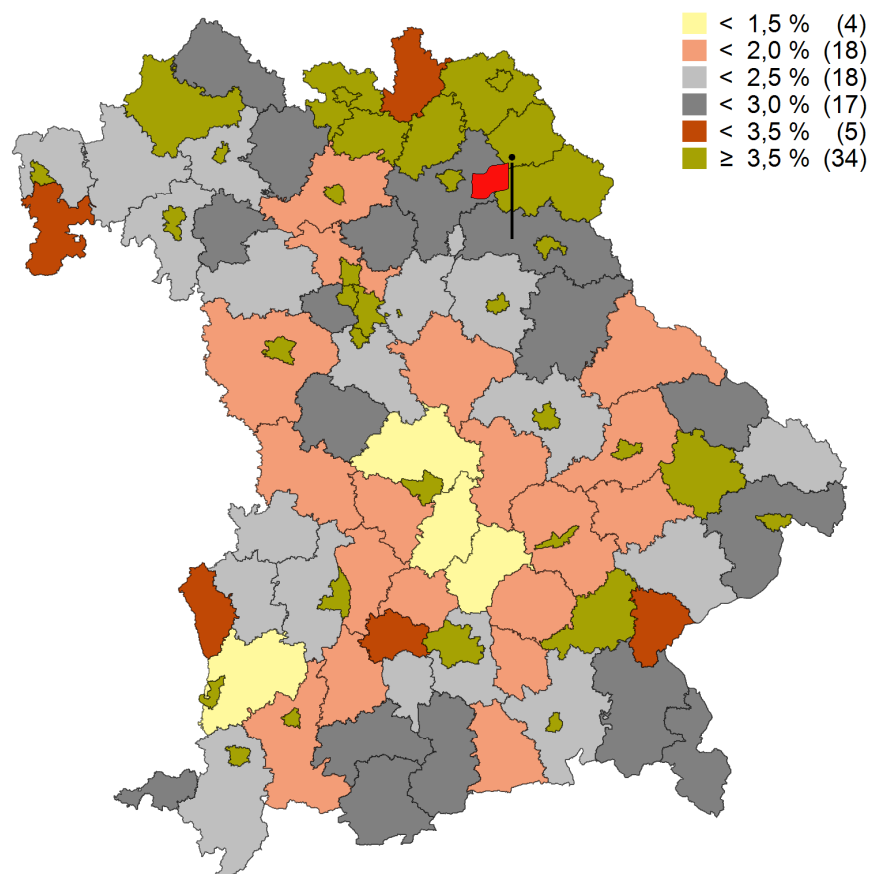 < 1,5 % (4)
< 2,0 % (18)
< 2,5 % (18)
< 3,0 % (17)
< 3,5 % (5)
≥ 3,5 % (34)